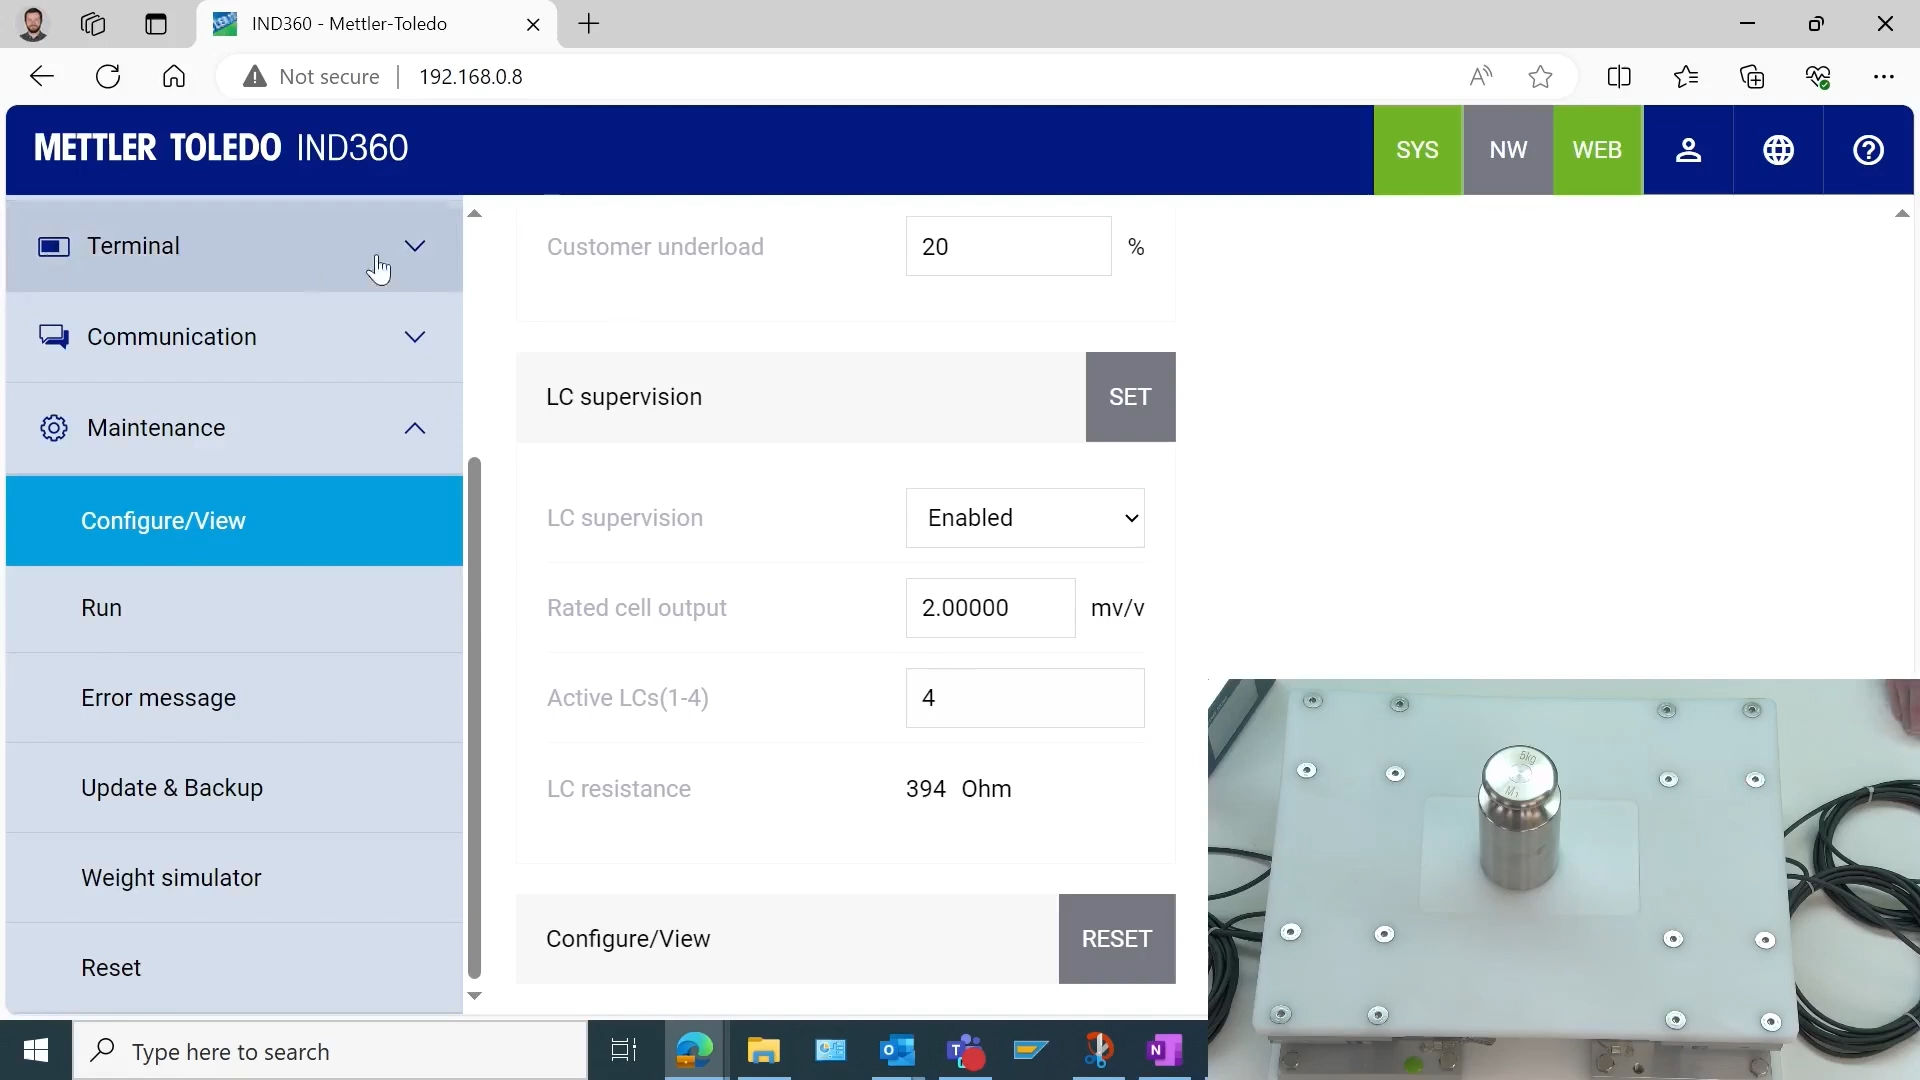 IND360 - Mettler-Toledo
Not secure
192.168.0.8
METTLER TOLEDO IND360
SYS
NW
WEB
Terminal
Communication
Maintenance
Configure/View
Run
Error message
Update & Backup
Weight simulator
Reset
Customer underload
20
%
LC supervision
SET
LC supervision
Enabled
Rated cell output
2.00000
mv/v
Active LCs(1-4)
4
LC resistance
394 Ohm
Configure/View
RESET
5kg
M1
Type here to search